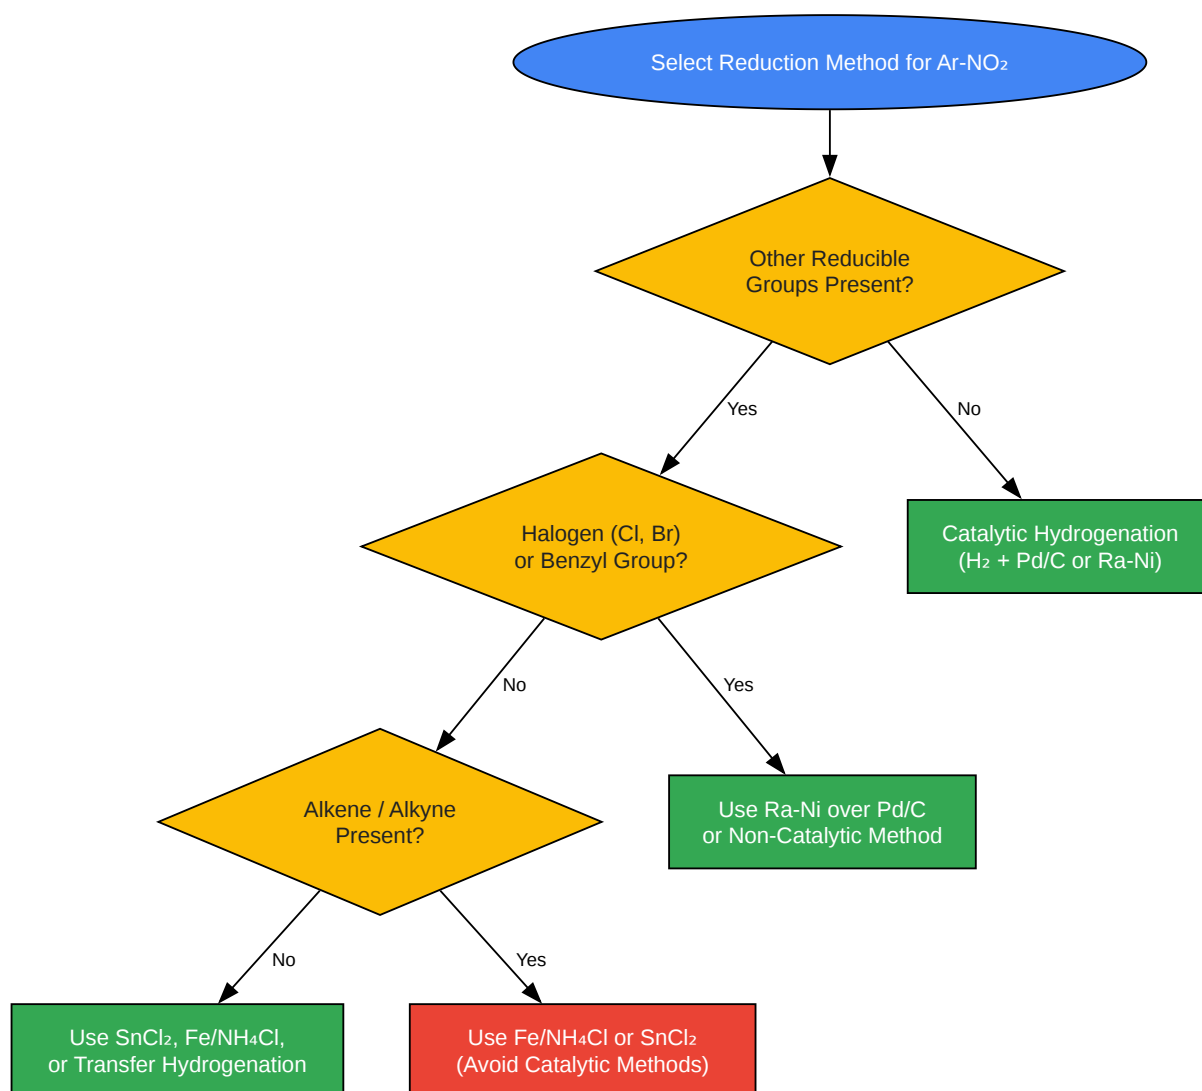 Select Reduction Method for Ar-NO₂
Other Reducible
Groups Present?
Yes
No
Halogen (Cl, Br)
or Benzyl Group?
Catalytic Hydrogenation
(H₂ + Pd/C or Ra-Ni)
No
Yes
Alkene / Alkyne
Present?
Use Ra-Ni over Pd/C
or Non-Catalytic Method
No
Yes
Use SnCl₂, Fe/NH₄Cl,
or Transfer Hydrogenation
Use Fe/NH₄Cl or SnCl₂
(Avoid Catalytic Methods)